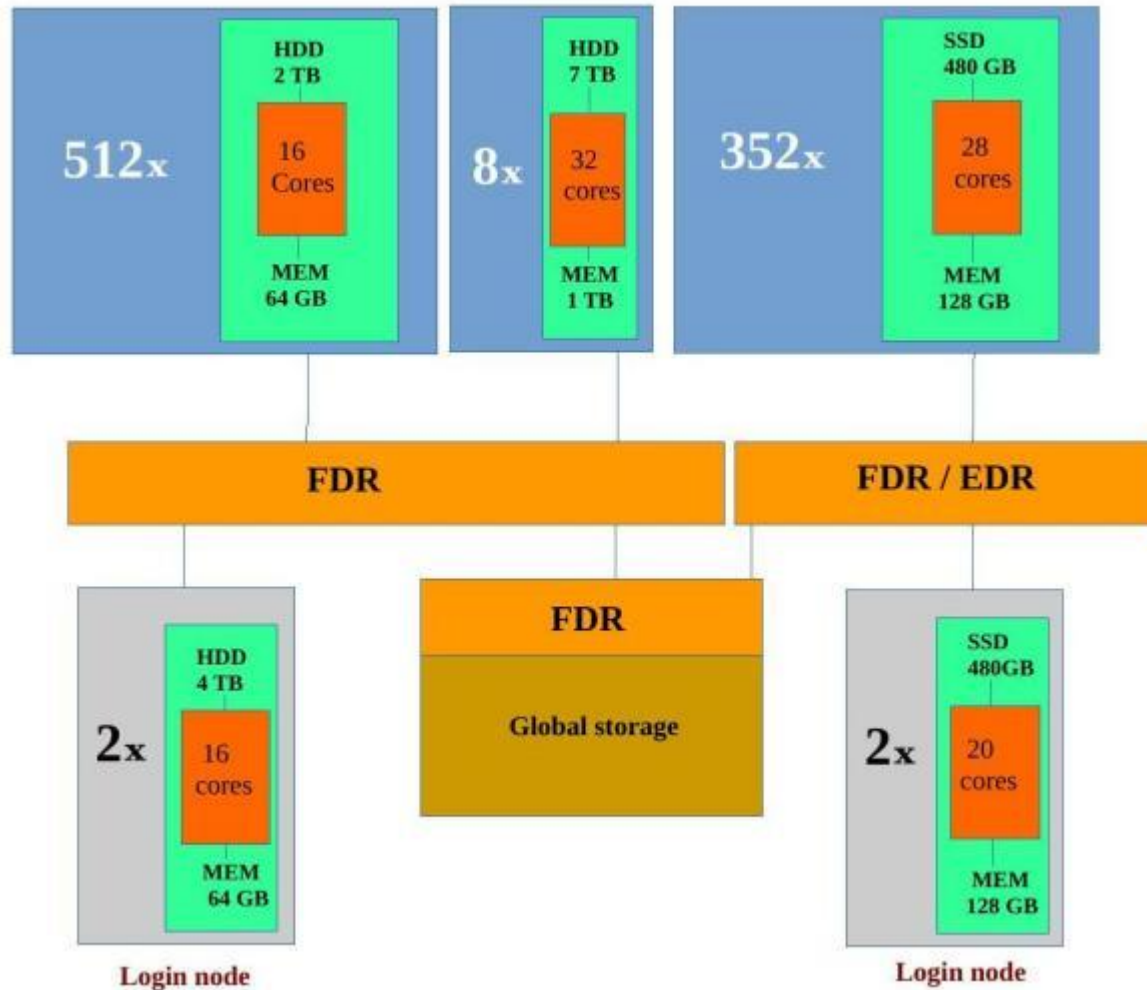 512x
HDD
2 TB
16
Cores
MEM
64 GB
8x
HDD
7 TB
32
cores
MEM
1 TB
352x
SSD
480 GB
28
cores
MEM
128 GB
FDR
FDR / EDR
2x
HDD
4 TB
16
cores
MEM
64 GB
Login node
FDR
Global storage
2x
SSD
480GB
20
cores
MEM
128 GB
Login node